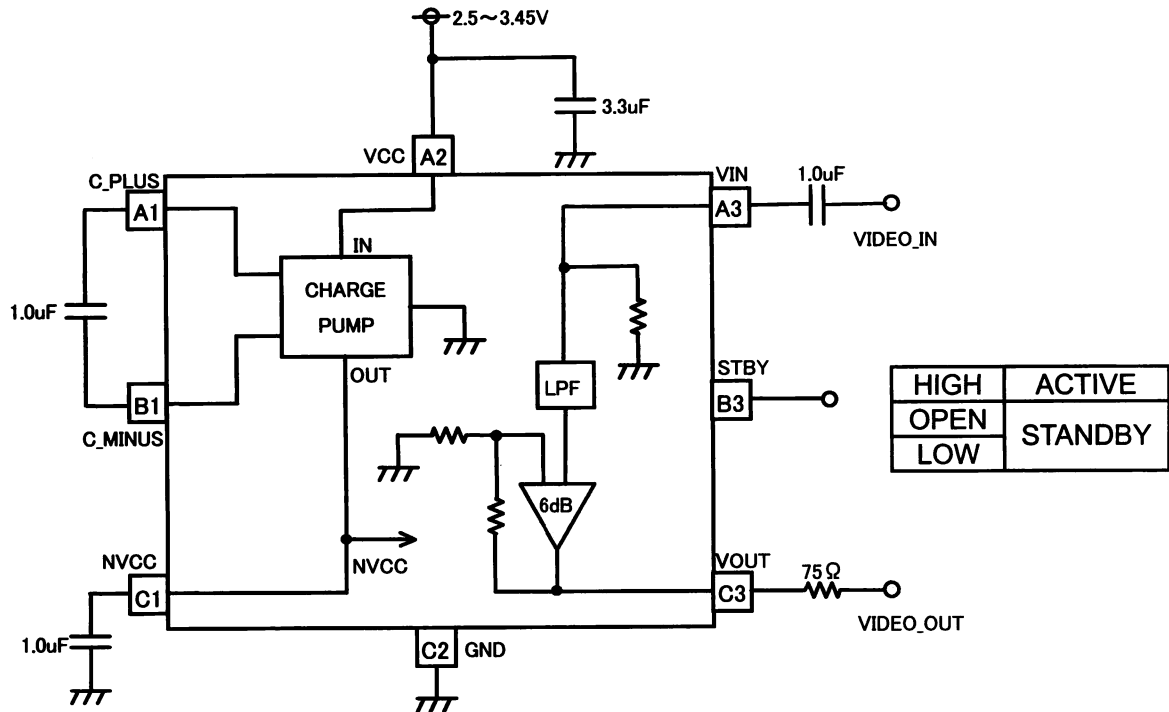 2.5～3.45V
3.3uF
VCC
A2
C_PLUS
A1
VIN
A3
1.0uF
VIDEO_IN
IN
CHARGE
PUMP
OUT
1.0uF
B1
C_MINUS
LPF
STBY
B3
HIGH ACTIVE
OPEN STANDBY
LOW
6dB
NVCC
NVCC
C1
1.0uF
VOUT
C3
75Ω
VIDEO_OUT
C2
GND